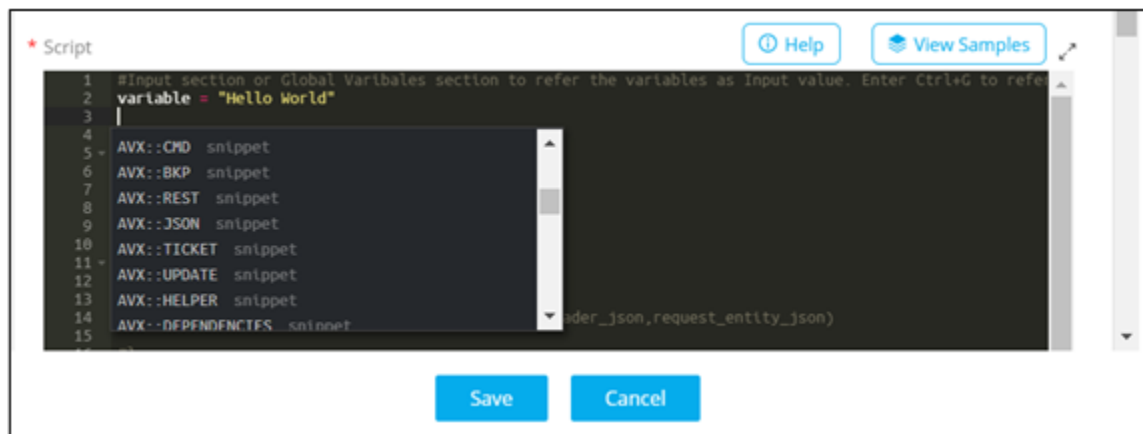 * Script
Help
View Samples
1 #Input section or Global Varibales section to refer the variables as Input value. Enter Ctrl+G to refer
2 variable = "Hello World"
3
4
5 AVX::CMD snippet
6 AVX::BKP snippet
7 AVX::REST snippet
8
9 AVX::JSON snippet
10 AVX::TICKET snippet
11
12 AVX::UPDATE snippet
13 AVX::HELPER snippet
14 AVX::DEPENDENCIES snippet ader_json,request_entity_json)
15
Save
Cancel